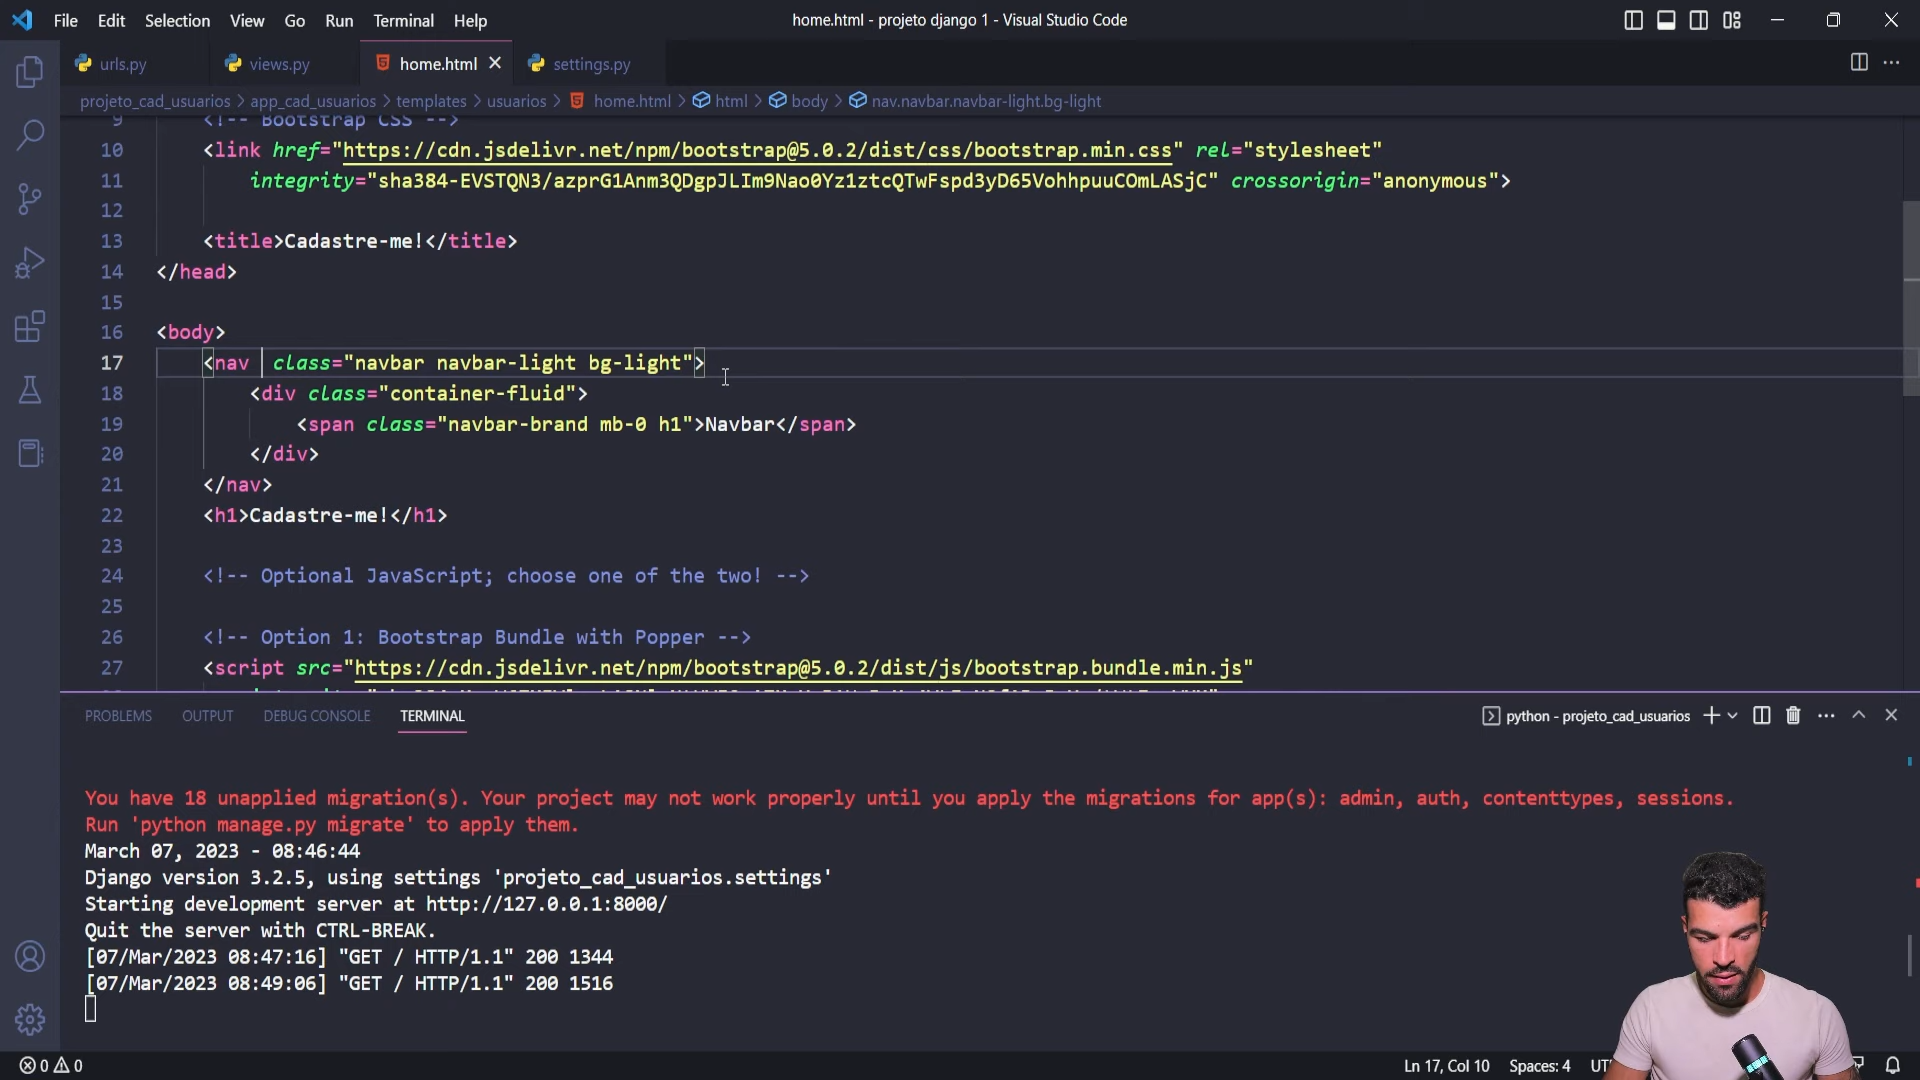 File Edit Selection View Go Run Terminal Help
home.html - projeto django 1 - Visual Studio Code
urls.py views.py home.html settings.py
projeto_cad_usuarios > app_cad_usuarios > templates > usuarios > home.html > html > body > nav.navbar.navbar-light.bg-light
9 <!-- Bootstrap CSS -->
10 <link href="https://cdn.jsdelivr.net/npm/bootstrap@5.0.2/dist/css/bootstrap.min.css" rel="stylesheet"
11 integrity="sha384-EVSTQN3/azprG1Anm3QDgpJLIm9Nao0Yz1ztcQTwFspd3yD65VohhpuuCOmLASjC" crossorigin="anonymous">
12
13 <title>Cadastre-me!</title>
14 </head>
15
16 <body>
17 <nav class="navbar navbar-light bg-light">
18 <div class="container-fluid">
19 <span class="navbar-brand mb-0 h1">Navbar</span>
20 </div>
21 </nav>
22 <h1>Cadastre-me!</h1>
23
24 <!-- Optional JavaScript; choose one of the two! -->
25
26 <!-- Option 1: Bootstrap Bundle with Popper -->
27 <script src="https://cdn.jsdelivr.net/npm/bootstrap@5.0.2/dist/js/bootstrap.bundle.min.js"
PROBLEMS OUTPUT DEBUG CONSOLE TERMINAL
python - projeto_cad_usuarios
You have 18 unapplied migration(s). Your project may not work properly until you apply the migrations for app(s): admin, auth, contenttypes, sessions.
Run 'python manage.py migrate' to apply them.
March 07, 2023 - 08:46:44
Django version 3.2.5, using settings 'projeto_cad_usuarios.settings'
Starting development server at http://127.0.0.1:8000/
Quit the server with CTRL-BREAK.
[07/Mar/2023 08:47:16] "GET / HTTP/1.1" 200 1344
[07/Mar/2023 08:49:06] "GET / HTTP/1.1" 200 1516
0 0
Ln 17, Col 10 Spaces: 4